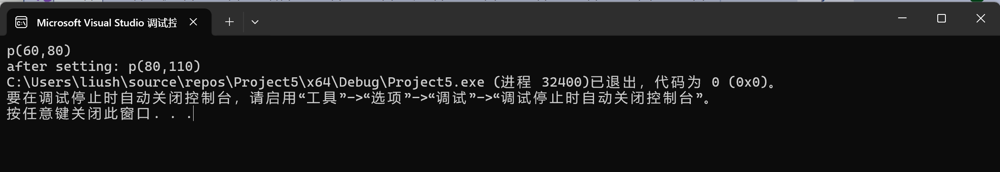 Microsoft Visual Studio 调试控
p(60,80)
after setting: p(80,110)
C:\Users\liush\source\repos\Project5\x64\Debug\Project5.exe (进程 32400)已退出，代码为 0 (0x0)。
要在调试停止时自动关闭控制台，请启用“工具”->“选项”->“调试”->“调试停止时自动关闭控制台”。
按任意键关闭此窗口. . .